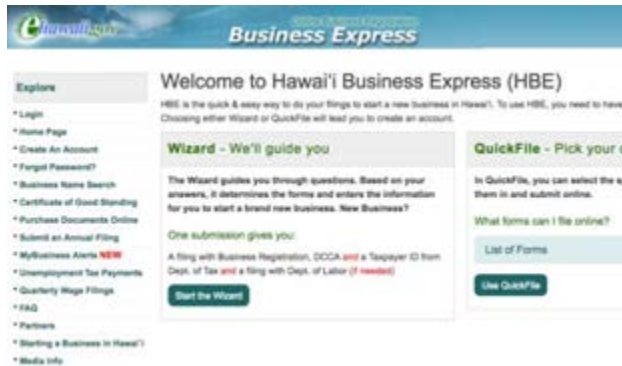 ehawaii.gov
Business Express
Explore
* Login
* Home Page
* Create An Account
* Forgot Password?
* Business Name Search
* Certificate of Good Standing
* Purchase Documents Online
* Submit an Annual Filing
* MyBusiness Alerts NEW
* Unemployment Tax Payments
* Quarterly Wage Filings
* FAQ
* Partners
* Starting a Business in Hawai'i
* Media Info
Welcome to Hawai'i Business Express (HBE)
HBE is the quick & easy way to do your filings to start a new business in Hawai'i. To use HBE, you need to have
Choosing either Wizard or QuickFile will lead you to create an account.
Wizard - We'll guide you
The Wizard guides you through questions. Based on your
answers, it determines the forms and enters the information
for you to start a brand new business. New Business?
One submission gives you:
A filing with Business Registration, DCCA and a Taxpayer ID from
Dept. of Tax and a filing with Dept. of Labor (if needed)
Start the Wizard
QuickFile - Pick your
In QuickFile, you can select the
them in and submit online.
What forms can I file online?
List of Forms
Use QuickFile